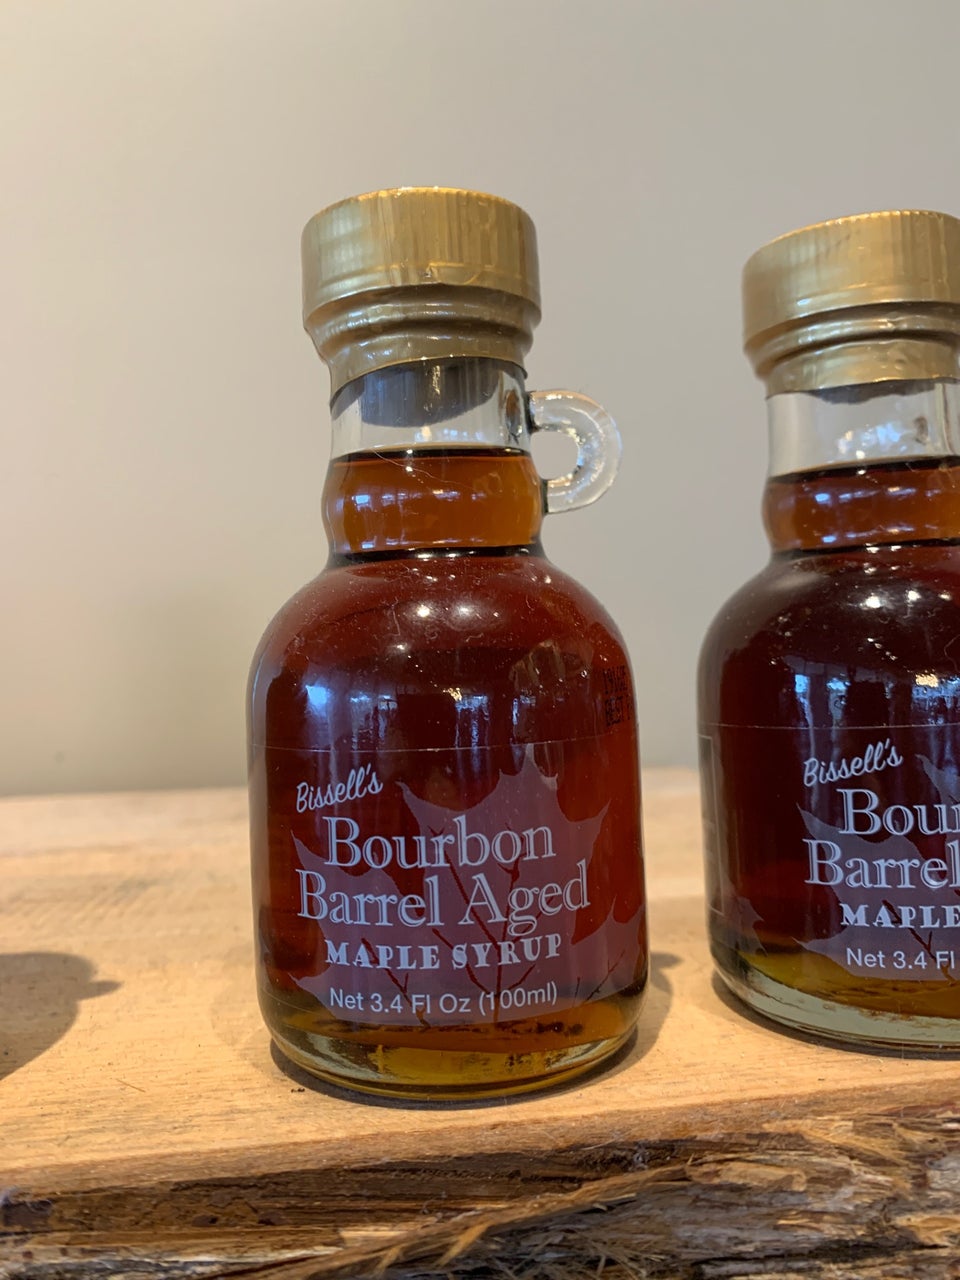 Bissell's
Bourbon
Barrel Aged
MAPLE SYRUP
Net 3.4 Fl Oz (100ml)
BEST
Bissell's
Bour
Barrel
MAPLE
Net 3.4 Fl